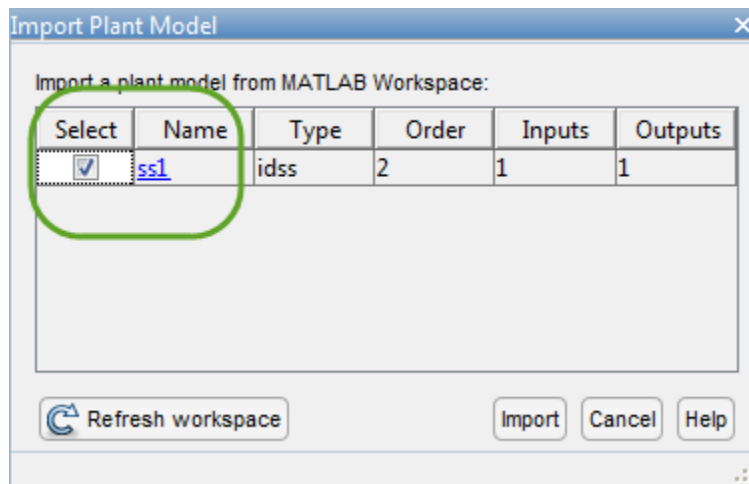 Import Plant Model
Import a plant model from MATLAB Workspace:
Select Name Type Order Inputs Outputs
ss1 idss 2 1 1
Refresh workspace Import Cancel Help